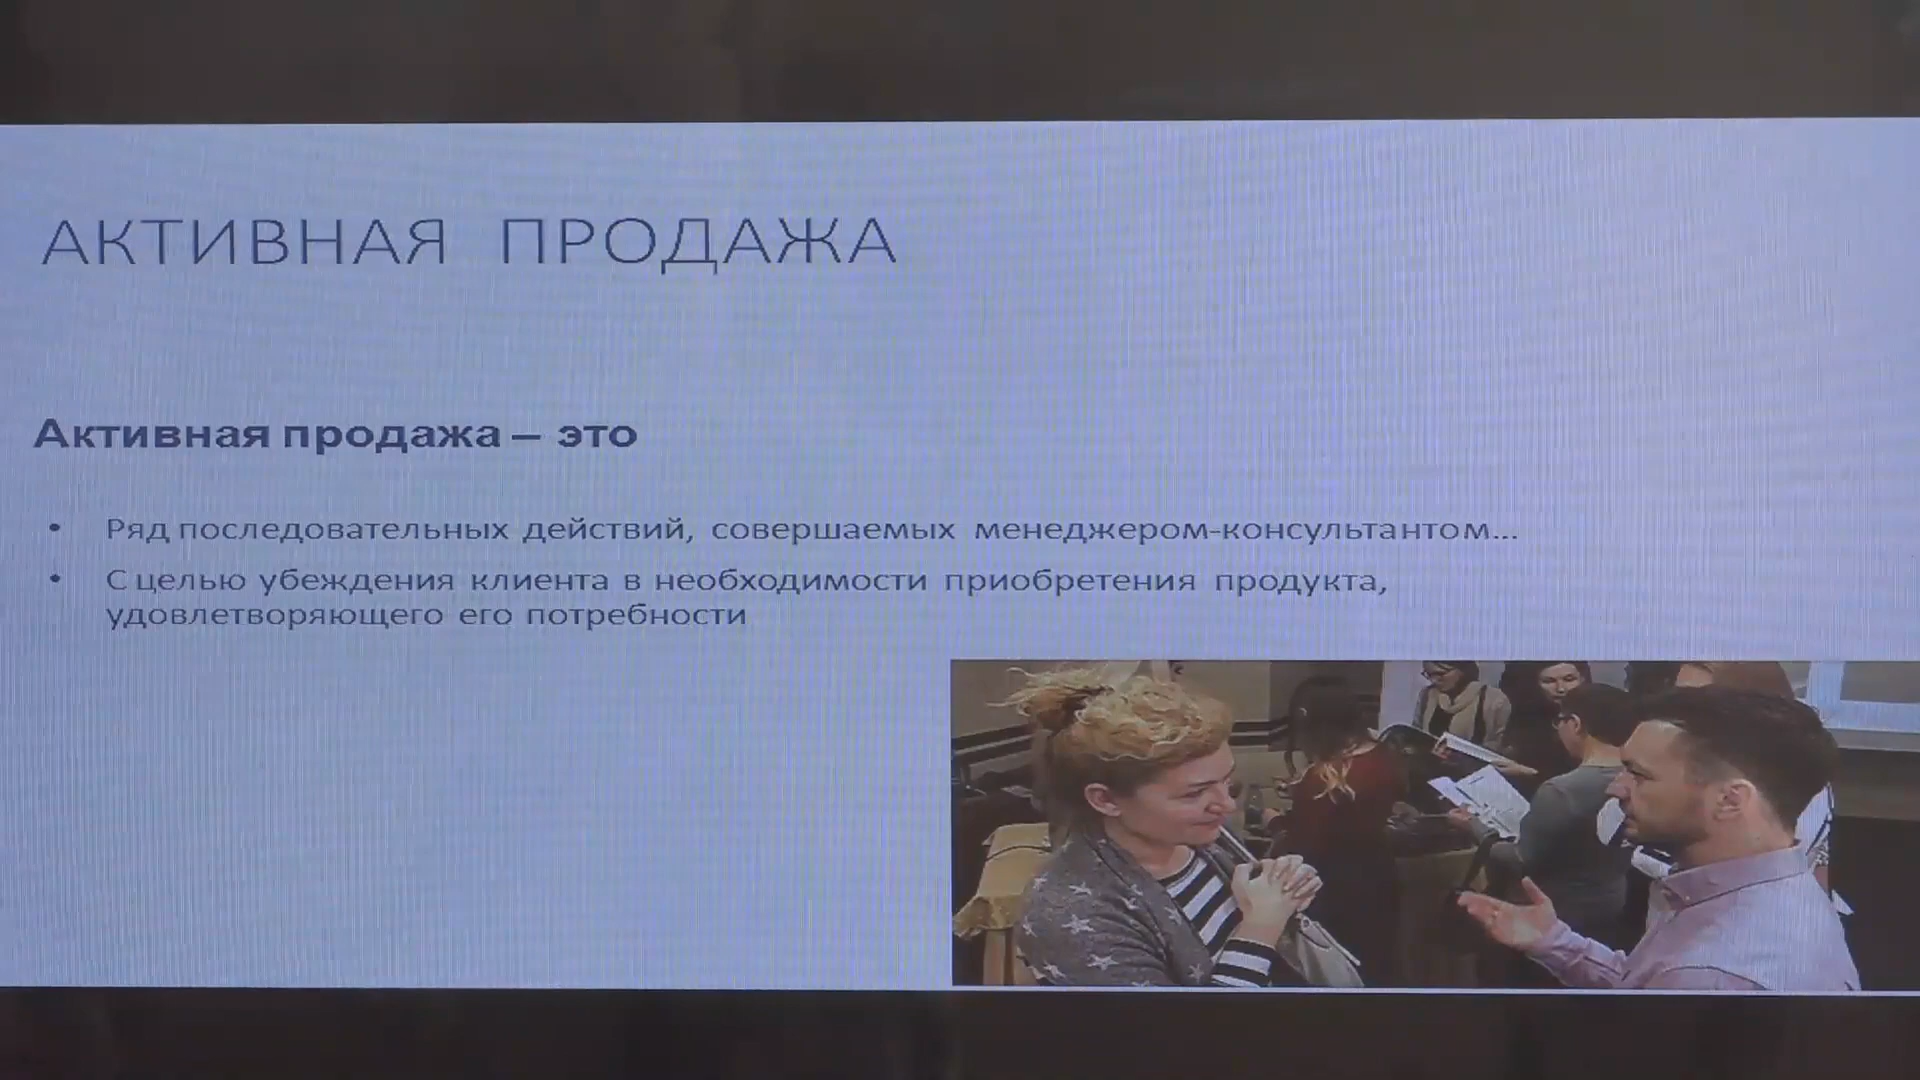 АКТИВНАЯ ПРОДАЖА
Активная продажа – это
• Ряд последовательных действий, совершаемых менеджером-консультантом...
• С целью убеждения клиента в необходимости приобретения продукта,
удовлетворяющего его потребности